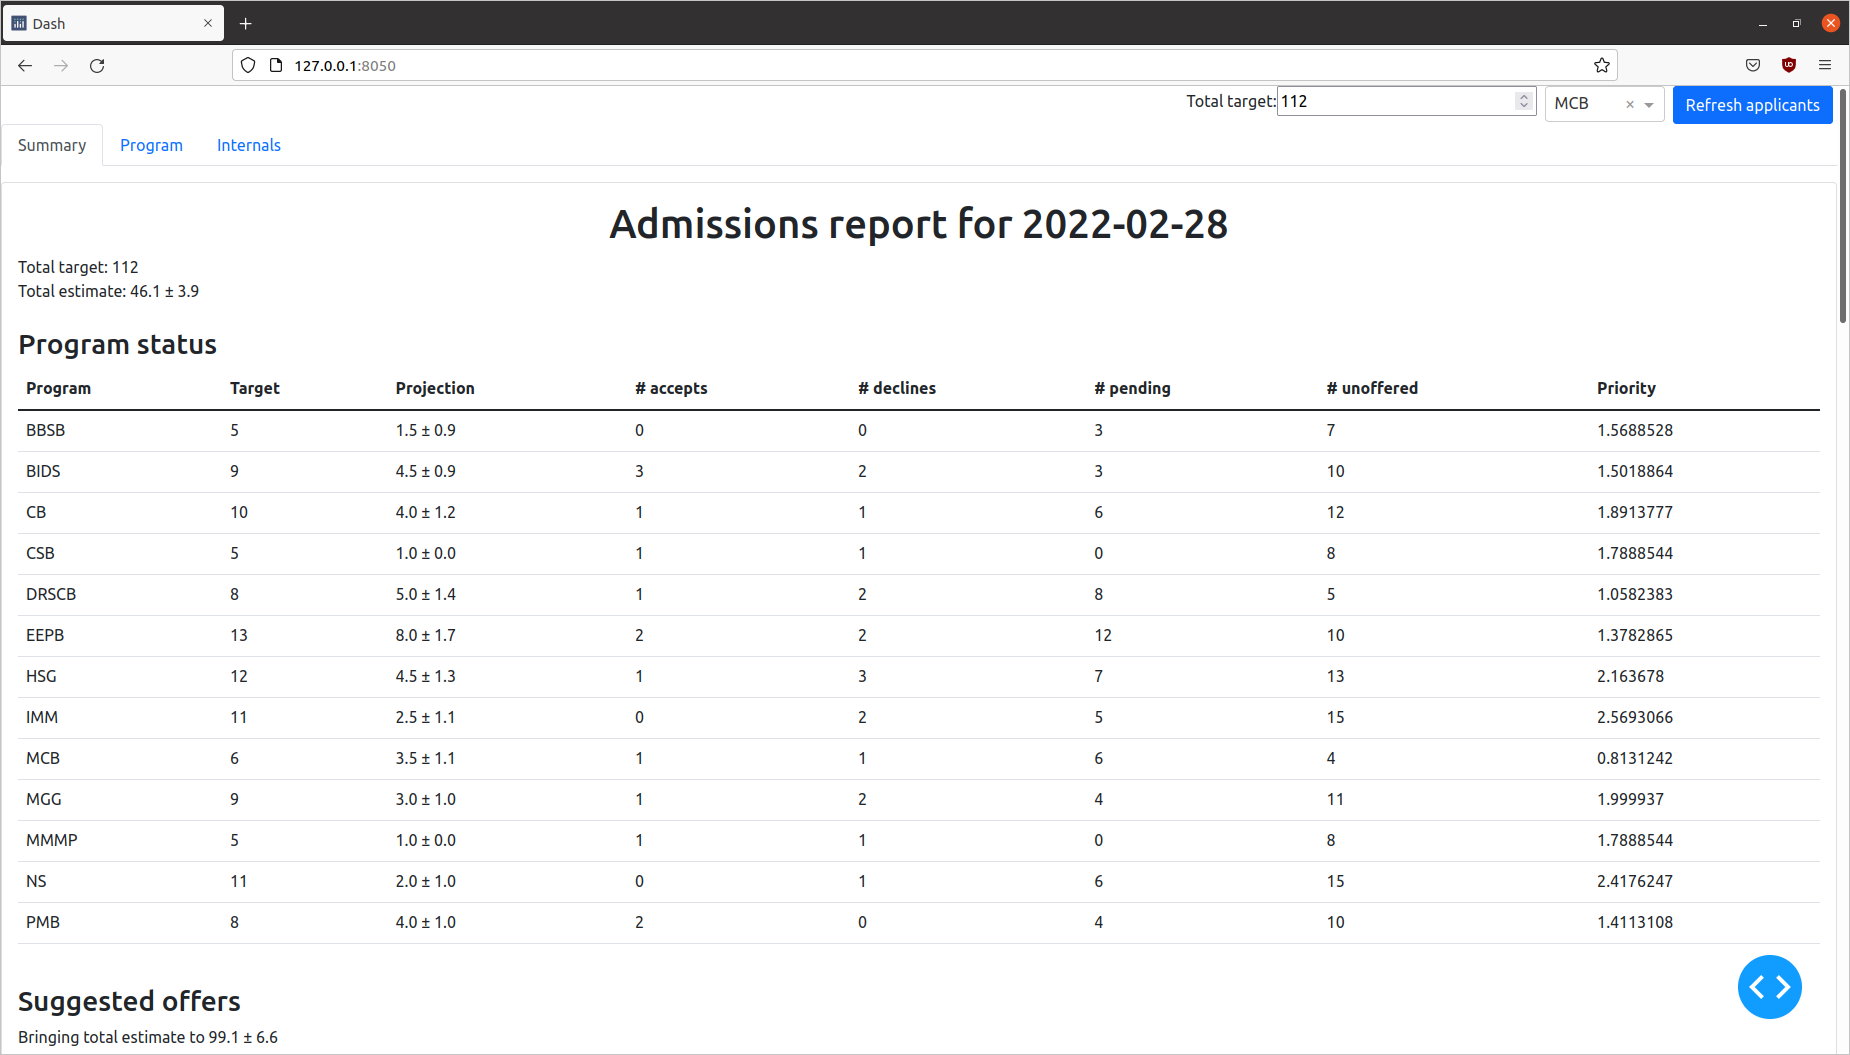 Dash
127.0.0.1:8050
Total target: 112 MCB × Refresh applicants
Summary Program Internals
Admissions report for 2022-02-28
Total target: 112
Total estimate: 46.1 ± 3.9
Program status
Program Target Projection # accepts # declines # pending # unoffered Priority
BBSB 5 1.5 ± 0.9 0 0 3 7 1.5688528
BIDS 9 4.5 ± 0.9 3 2 3 10 1.5018864
CB 10 4.0 ± 1.2 1 1 6 12 1.8913777
CSB 5 1.0 ± 0.0 1 1 0 8 1.7888544
DRSCB 8 5.0 ± 1.4 1 2 8 5 1.0582383
EEPB 13 8.0 ± 1.7 2 2 12 10 1.3782865
HSG 12 4.5 ± 1.3 1 3 7 13 2.163678
IMM 11 2.5 ± 1.1 0 2 5 15 2.5693066
MCB 6 3.5 ± 1.1 1 1 6 4 0.8131242
MGG 9 3.0 ± 1.0 1 2 4 11 1.999937
MMMP 5 1.0 ± 0.0 1 1 0 8 1.7888544
NS 11 2.0 ± 1.0 0 1 6 15 2.4176247
PMB 8 4.0 ± 1.0 2 0 4 10 1.4113108
Suggested offers
Bringing total estimate to 99.1 ± 6.6